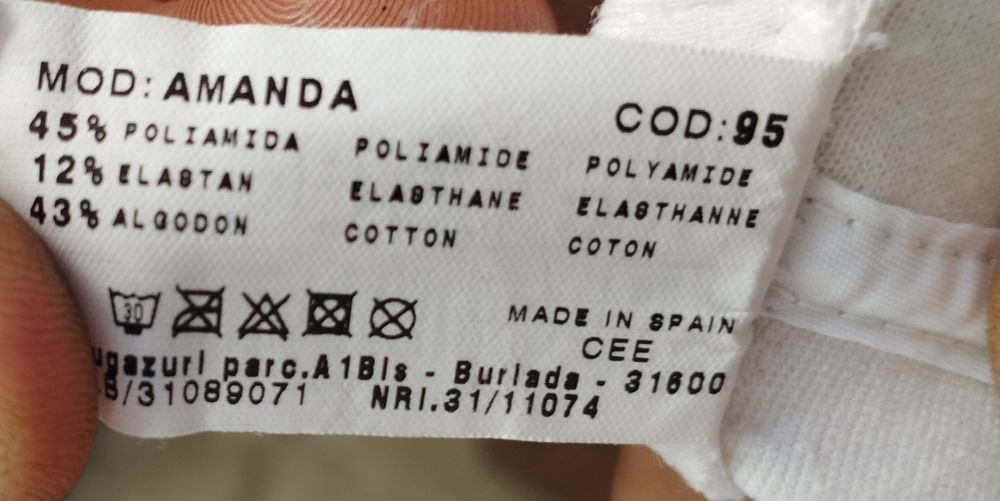 MOD: AMANDA
COD: 95
45% POLIAMIDA POLIAMIDE POLYAMIDE
12% ELASTAN ELASTHANE ELASTHANNE
43% ALGODON COTTON COTON
30
MADE IN SPAIN
CEE
parc.A1Bis - Burlada - 31600
B/31089071 NRI.31/11074